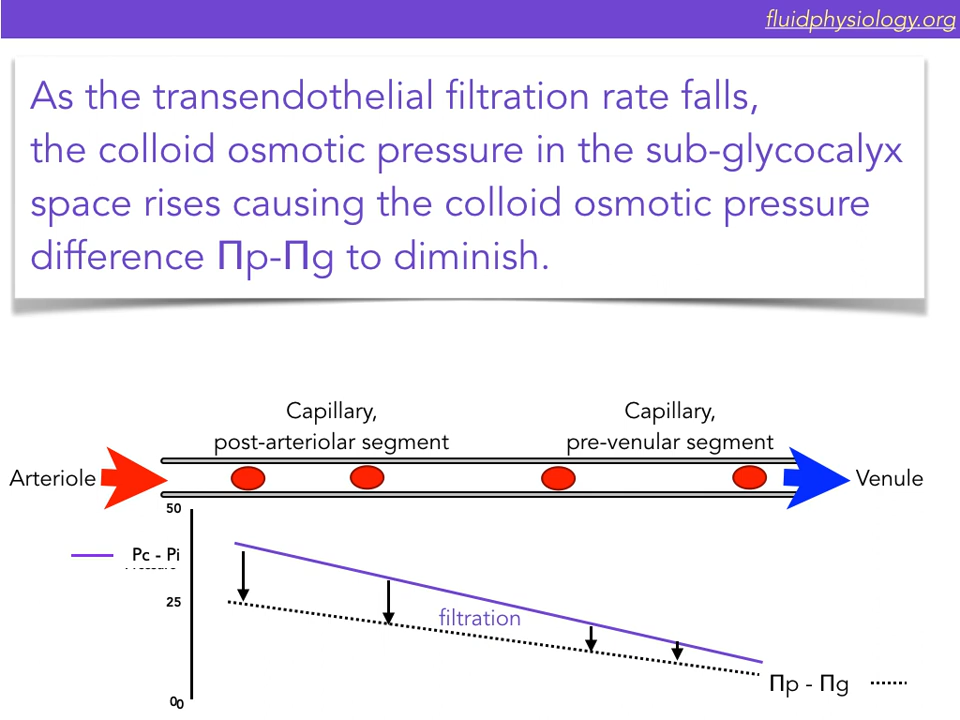 fluidphysiology.org
As the transendothelial filtration rate falls,
the colloid osmotic pressure in the sub-glycocalyx
space rises causing the colloid osmotic pressure
difference Πp-Πg to diminish.
Capillary,
post-arteriolar segment
Capillary,
pre-venular segment
Arteriole
Venule
50
Pc - Pi
25
filtration
Πp - Πg
0
0